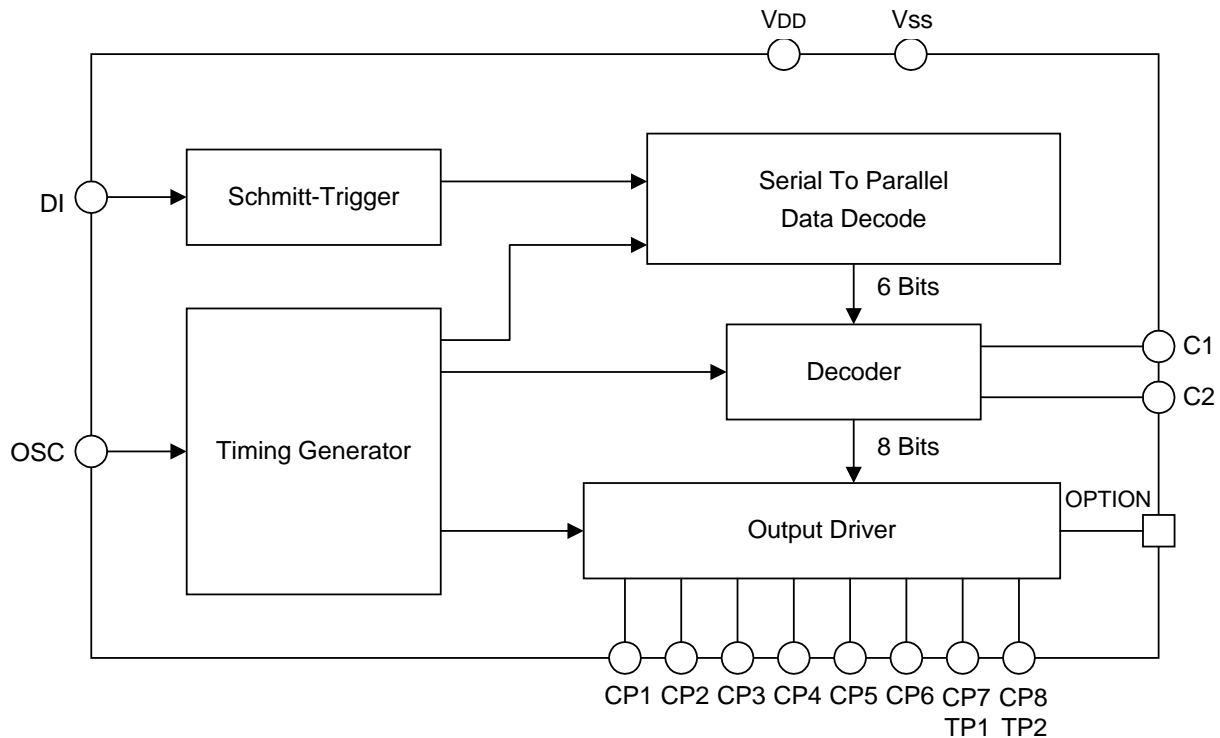 VDD
Vss
DI
Schmitt-Trigger
Serial To Parallel
Data Decode
6 Bits
C1
Decoder
C2
OSC
Timing Generator
8 Bits
OPTION
Output Driver
CP1 CP2 CP3 CP4 CP5 CP6 CP7 CP8
TP1 TP2